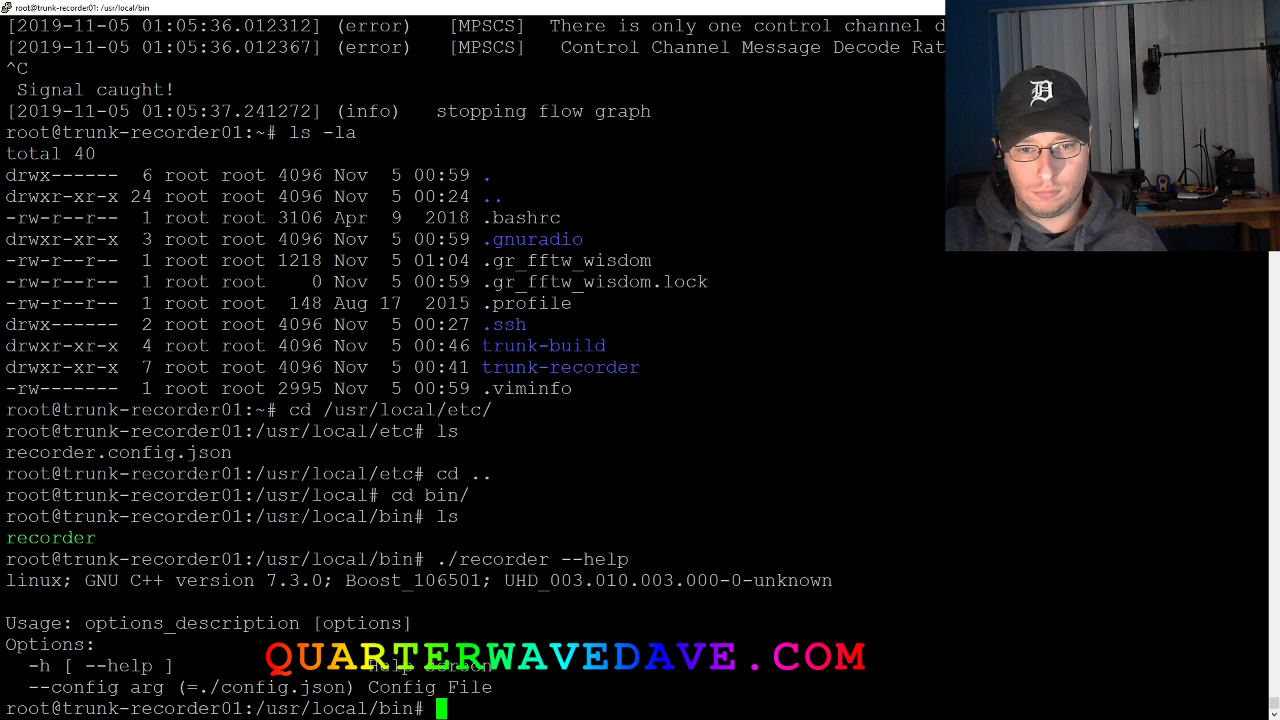 root@trunk-recorder01: /usr/local/bin
[2019-11-05 01:05:36.012312] (error)   [MPSCS]  There is only one control channel d
[2019-11-05 01:05:36.012367] (error)   [MPSCS]   Control Channel Message Decode Rat
^C
 Signal caught!
[2019-11-05 01:05:37.241272] (info)   stopping flow graph
root@trunk-recorder01:~# ls -la
total 40
drwx------  6 root root 4096 Nov  5 00:59 .
drwxr-xr-x 24 root root 4096 Nov  5 00:24 ..
-rw-r--r--  1 root root 3106 Apr  9  2018 .bashrc
drwxr-xr-x  3 root root 4096 Nov  5 00:59 .gnuradio
-rw-r--r--  1 root root 1218 Nov  5 01:04 .gr_fftw_wisdom
-rw-r--r--  1 root root    0 Nov  5 00:59 .gr_fftw_wisdom.lock
-rw-r--r--  1 root root  148 Aug 17  2015 .profile
drwx------  2 root root 4096 Nov  5 00:27 .ssh
drwxr-xr-x  4 root root 4096 Nov  5 00:46 trunk-build
drwxr-xr-x  7 root root 4096 Nov  5 00:41 trunk-recorder
-rw-------  1 root root 2995 Nov  5 00:59 .viminfo
root@trunk-recorder01:~# cd /usr/local/etc/
root@trunk-recorder01:/usr/local/etc# ls
recorder.config.json
root@trunk-recorder01:/usr/local/etc# cd ..
root@trunk-recorder01:/usr/local# cd bin/
root@trunk-recorder01:/usr/local/bin# ls
recorder
root@trunk-recorder01:/usr/local/bin# ./recorder --help
linux; GNU C++ version 7.3.0; Boost_106501; UHD_003.010.003.000-0-unknown
Usage: options_description [options]
Options:
QUARTERWAVEDAVE.COM
  -h [ --help ]                 Help screen
  --config arg (=./config.json) Config File
root@trunk-recorder01:/usr/local/bin#